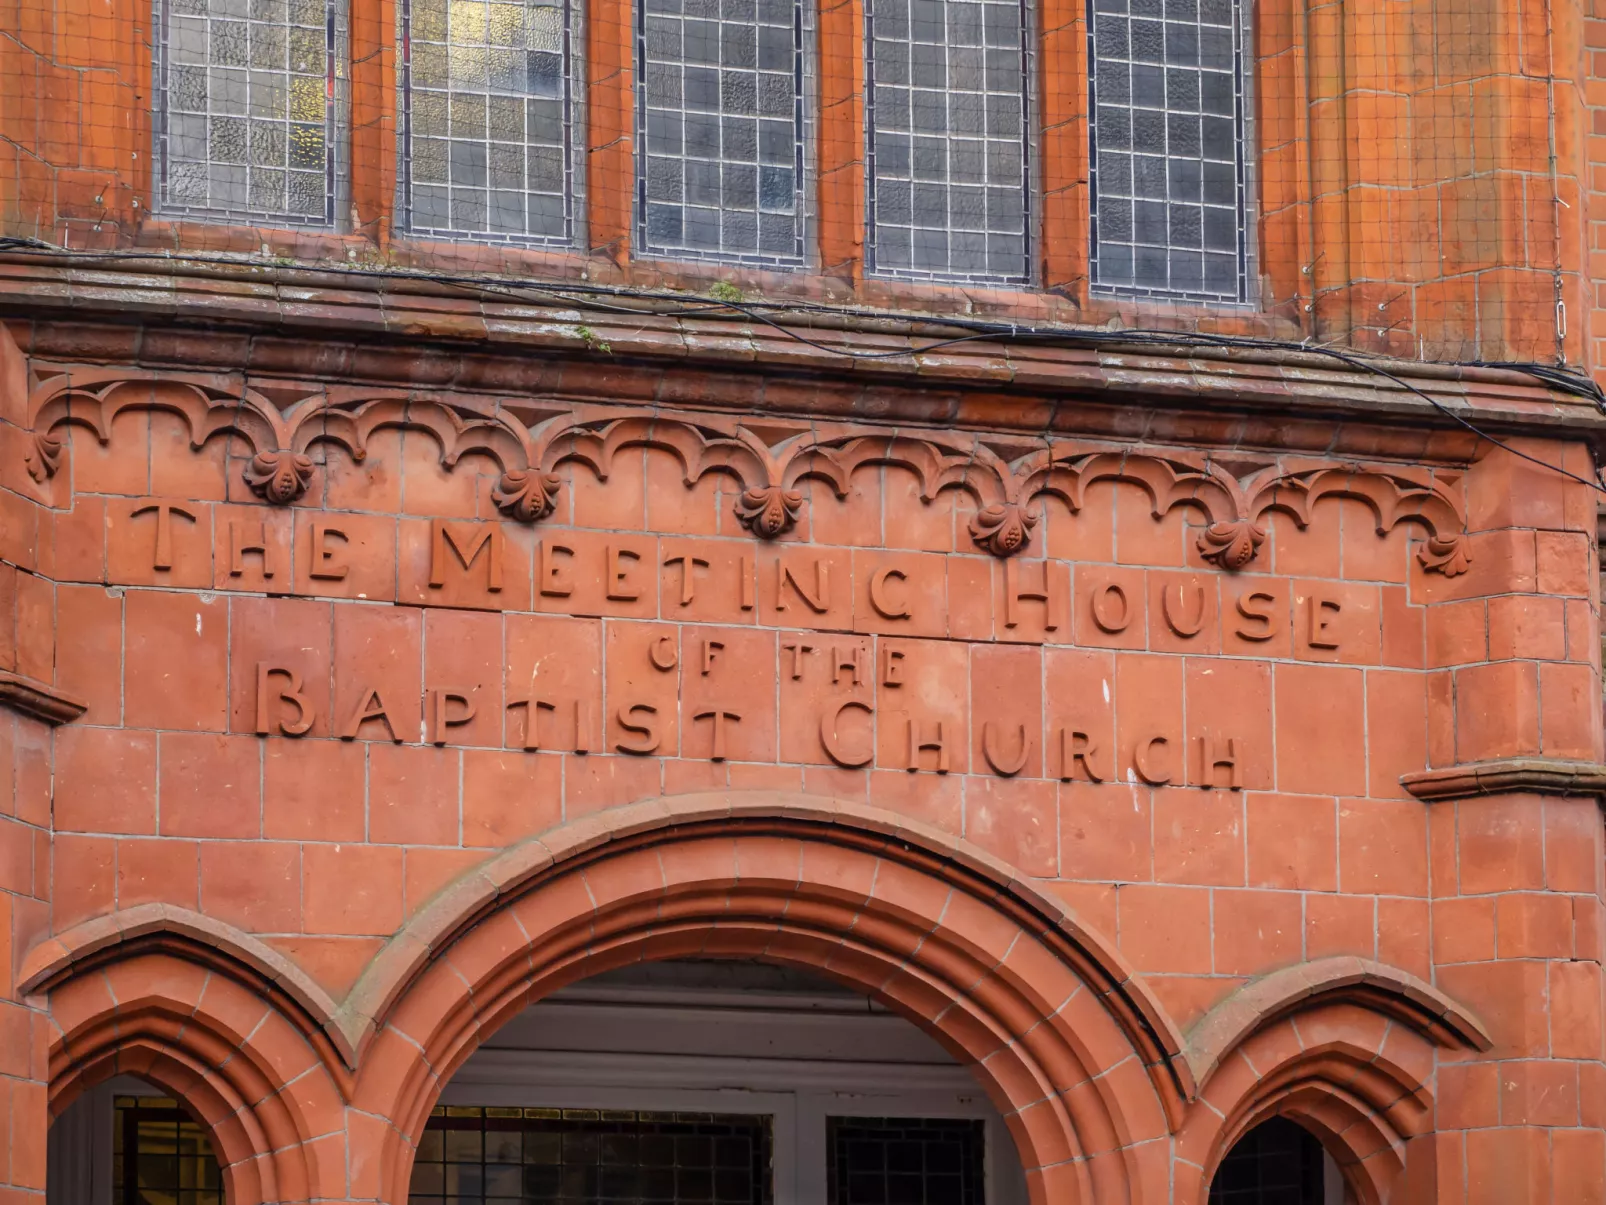 THE MEETING HOUSE
OF THE
BAPTIST CHURCH